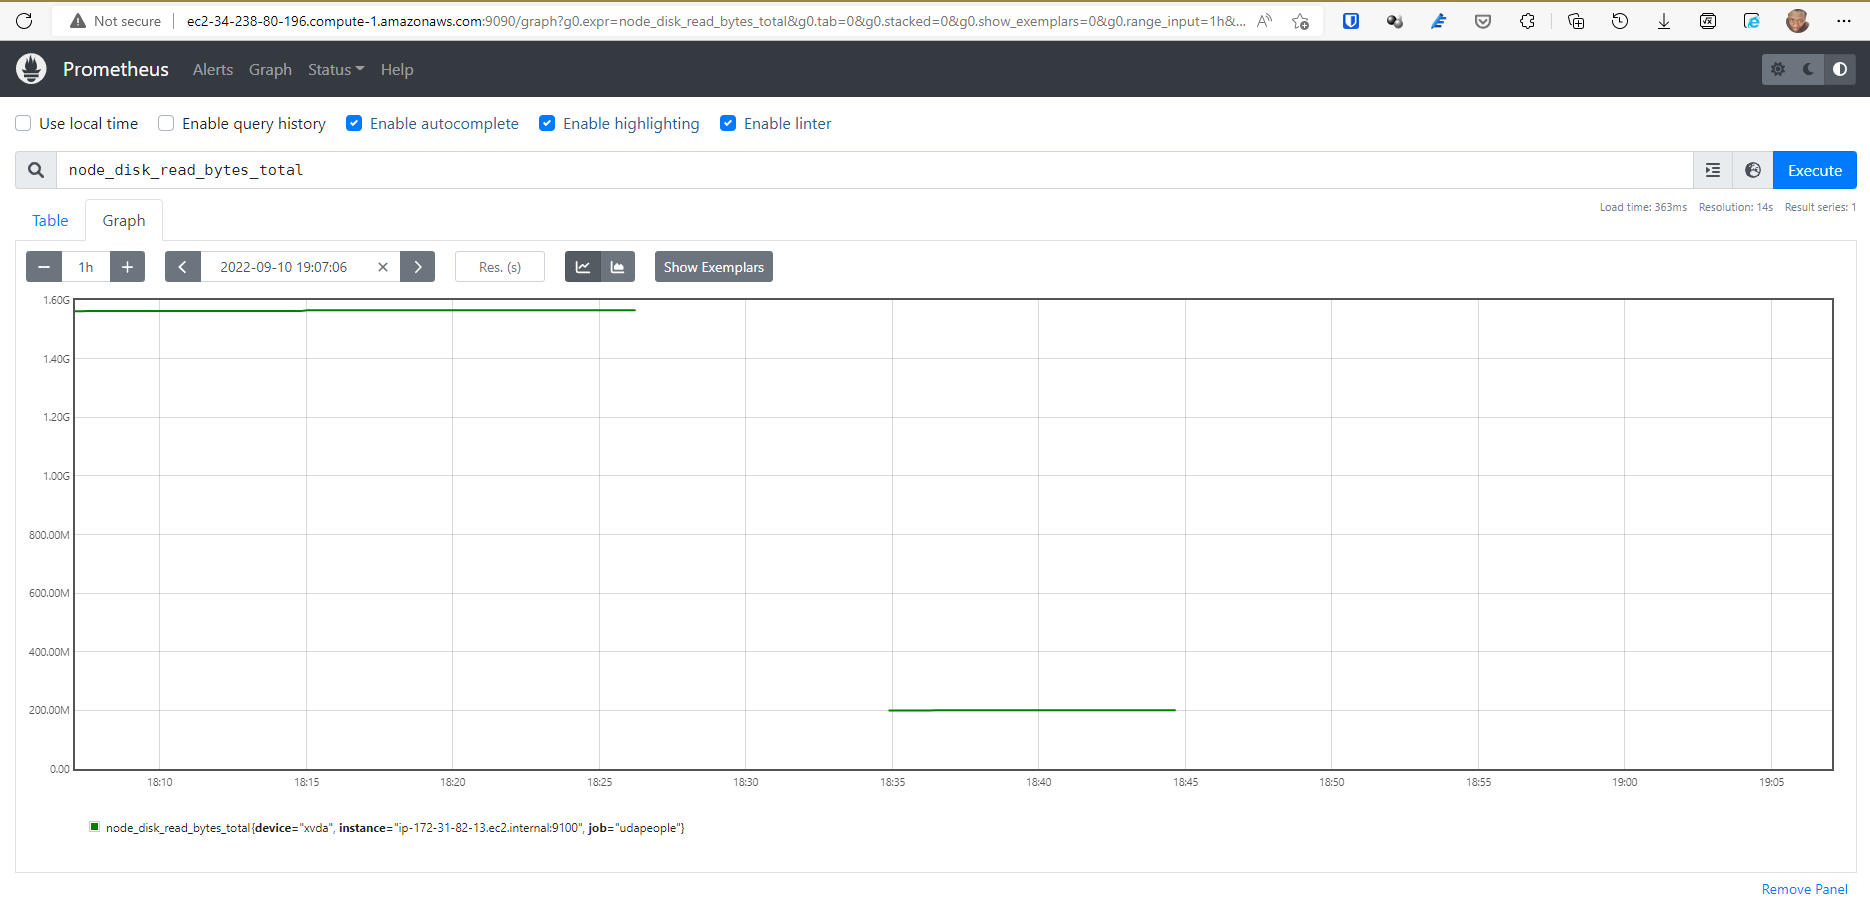 Not secure
ec2-34-238-80-196.compute-1.amazonaws.com:9090/graph?g0.expr=node_disk_read_bytes_total&g0.tab=0&g0.stacked=0&g0.show_exemplars=0&g0.range_input=1h&...
Prometheus Alerts Graph Status Help
Use local time Enable query history Enable autocomplete Enable highlighting Enable linter
node_disk_read_bytes_total
Execute
Table Graph
Load time: 363ms Resolution: 14s Result series: 1
− 1h + 2022-09-10 19:07:06 Res. (s) Show Exemplars
1.60G
1.40G
1.20G
1.00G
800.00M
600.00M
400.00M
200.00M
0.00
18:10 18:15 18:20 18:25 18:30 18:35 18:40 18:45 18:50 18:55 19:00 19:05
node_disk_read_bytes_total{device="xvda", instance="ip-172-31-82-13.ec2.internal:9100", job="udapeople"}
Remove Panel